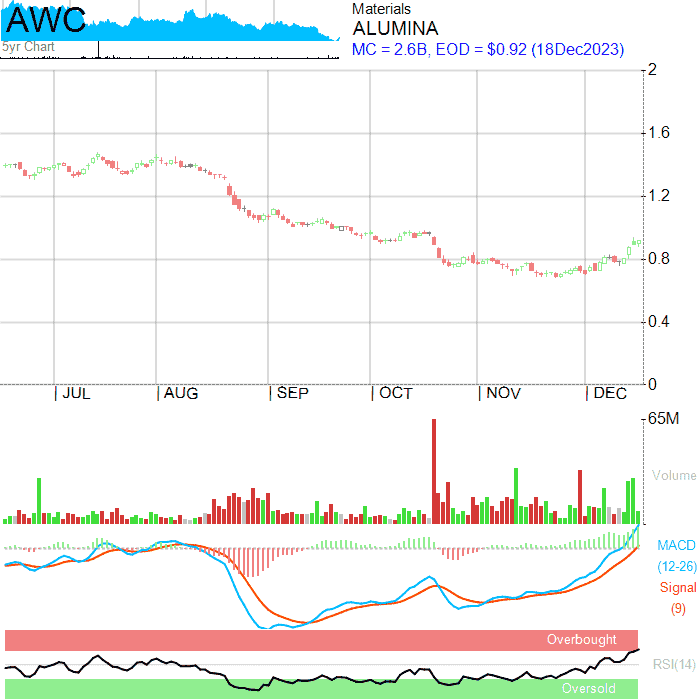 AWC
5yr Chart
Materials
ALUMINA
MC = 2.6B, EOD = $0.92 (18Dec2023)
2
1.6
1.2
0.8
0.4
0
JUL AUG SEP OCT NOV DEC
65M
Volume
MACD
(12-26)
Signal
(9)
Overbought
RSI(14)
Oversold